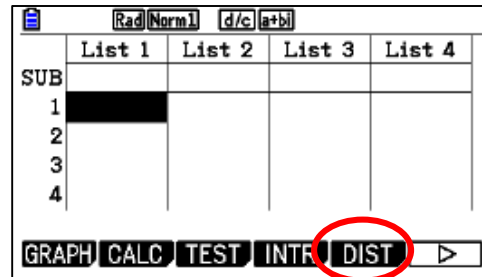 Rad Norm1 d/c a+bi
List 1 List 2 List 3 List 4
SUB
1
2
3
4
GRAPH CALC TEST INTR DIST